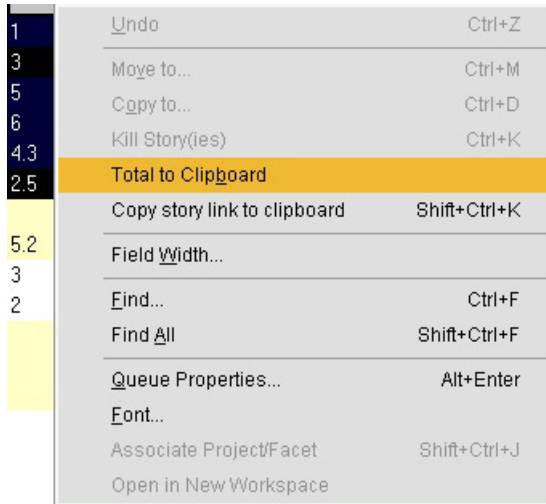 1
3
5
6
4.3
2.5
5.2
3
2
Undo Ctrl+Z
Move to... Ctrl+M
Copy to... Ctrl+D
Kill Story(ies) Ctrl+K
Total to Clipboard
Copy story link to clipboard Shift+Ctrl+K
Field Width...
Find... Ctrl+F
Find All Shift+Ctrl+F
Queue Properties... Alt+Enter
Font...
Associate Project/Facet Shift+Ctrl+J
Open in New Workspace